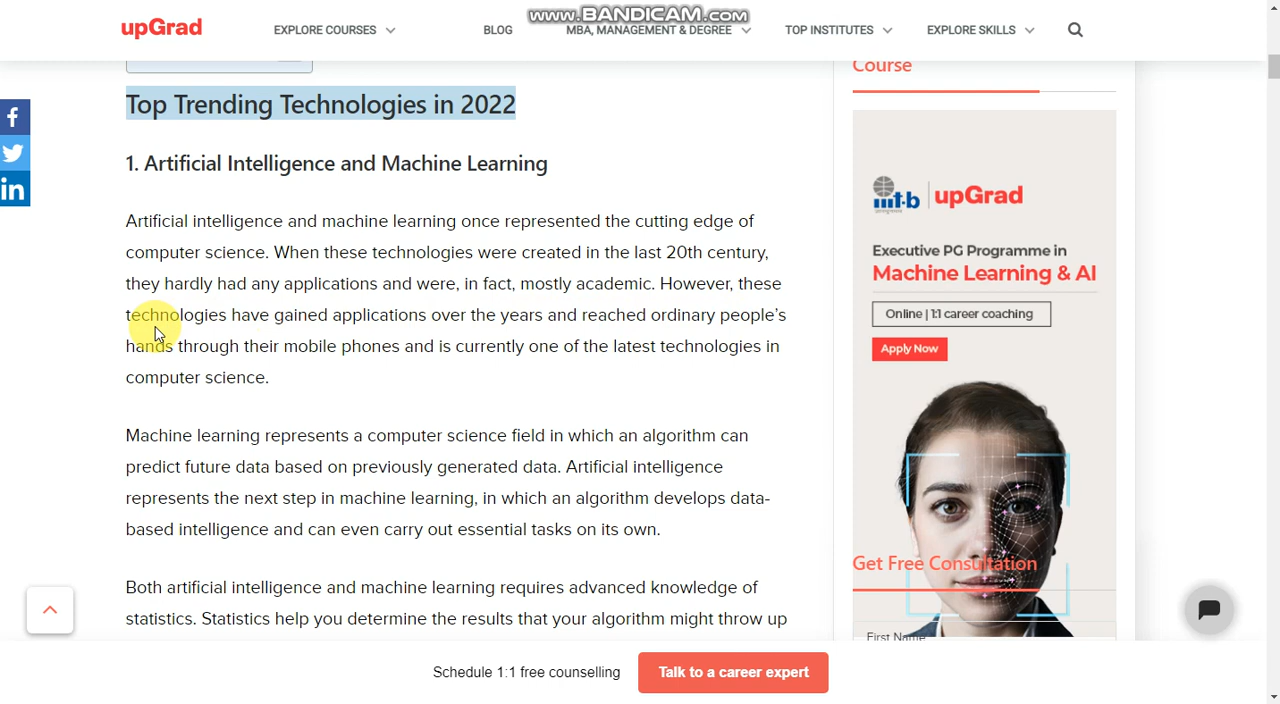 www.BANDICAM.com
upGrad
EXPLORE COURSES
BLOG
MBA, MANAGEMENT & DEGREE
TOP INSTITUTES
EXPLORE SKILLS
Course
Top Trending Technologies in 2022
1. Artificial Intelligence and Machine Learning
Artificial intelligence and machine learning once represented the cutting edge of
computer science. When these technologies were created in the last 20th century,
they hardly had any applications and were, in fact, mostly academic. However, these
technologies have gained applications over the years and reached ordinary people's
hands through their mobile phones and is currently one of the latest technologies in
computer science.
Machine learning represents a computer science field in which an algorithm can
predict future data based on previously generated data. Artificial intelligence
represents the next step in machine learning, in which an algorithm develops data-
based intelligence and can even carry out essential tasks on its own.
Both artificial intelligence and machine learning requires advanced knowledge of
statistics. Statistics help you determine the results that your algorithm might throw up
iiit-b upGrad
Executive PG Programme in
Machine Learning & AI
Online | 1:1 career coaching
Apply Now
Get Free Consultation
First Name
Schedule 1:1 free counselling
Talk to a career expert